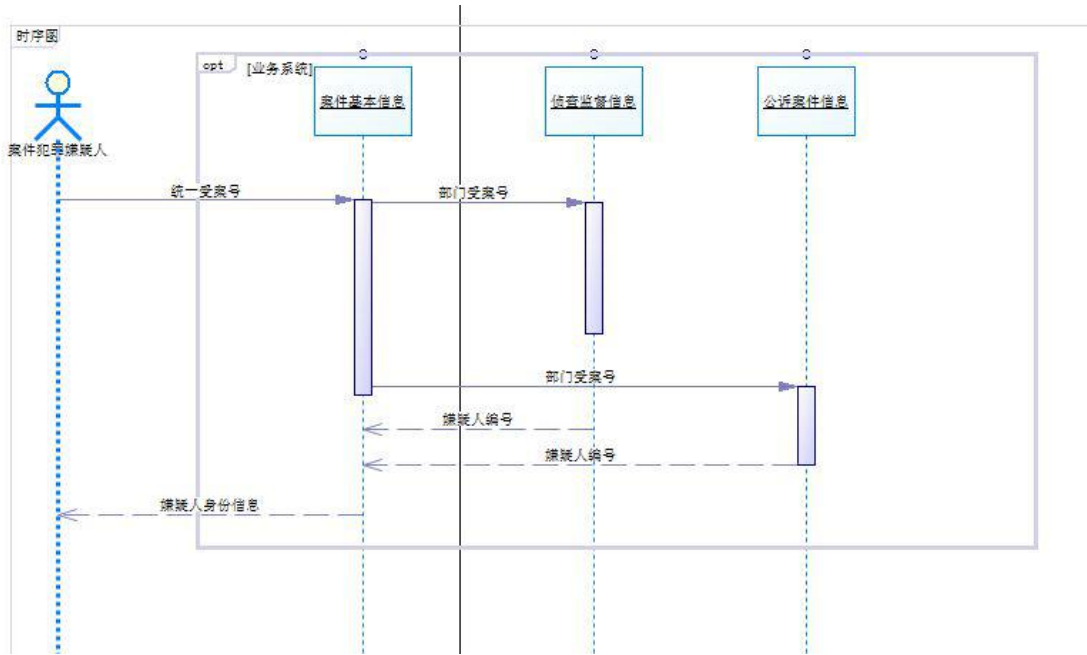 时序图
opt
[业务系统]
案件基本信息
侦查监督信息
公诉案件信息
案件犯罪嫌疑人
统一受案号
部门受案号
部门受案号
嫌疑人编号
嫌疑人编号
嫌疑人身份信息